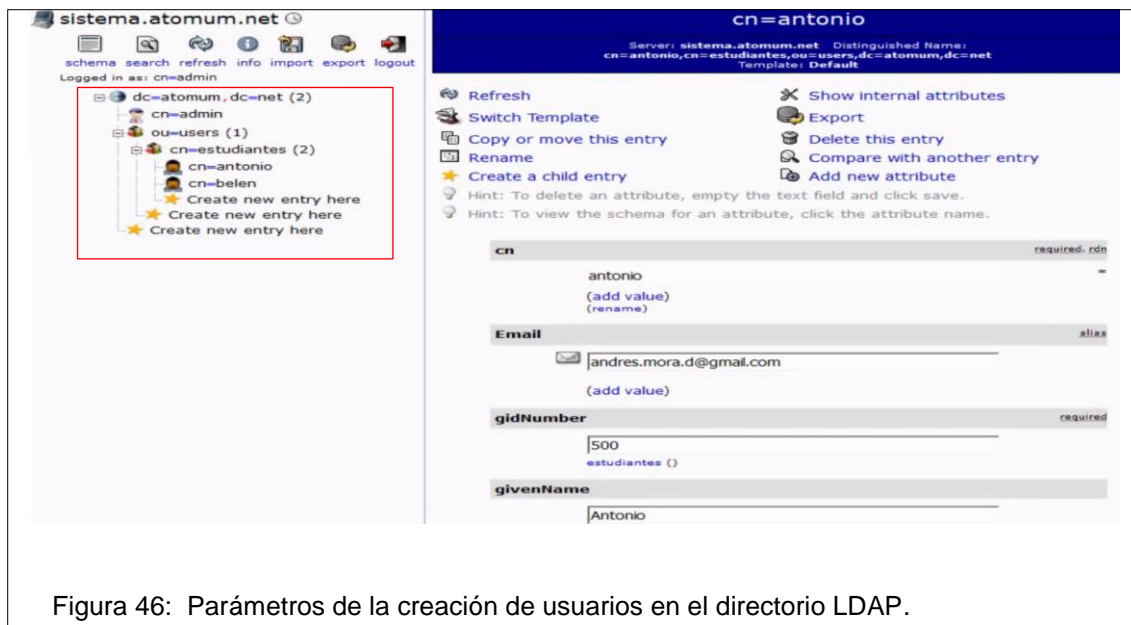 sistema.atomum.net
schema search refresh info import export logout
Logged in as: cn=admin
dc=atomum,dc=net (2)
cn=admin
ou=users (1)
cn=estudiantes (2)
cn=antonio
cn=belen
Create new entry here
Create new entry here
Create new entry here
cn=antonio
Server: sistema.atomum.net Distinguished Name:
cn=antonio,cn=estudiantes,ou=users,dc=atomum,dc=net
Template: Default
Refresh
Show internal attributes
Switch Template
Export
Copy or move this entry
Delete this entry
Rename
Compare with another entry
Create a child entry
Add new attribute
Hint: To delete an attribute, empty the text field and click save.
Hint: To view the schema for an attribute, click the attribute name.
cn required, rdn
antonio *
(add value)
(rename)
Email alias
andres.mora.d@gmail.com
(add value)
gidNumber required
500
estudiantes ()
givenName
Antonio
Figura 46: Parámetros de la creación de usuarios en el directorio LDAP.